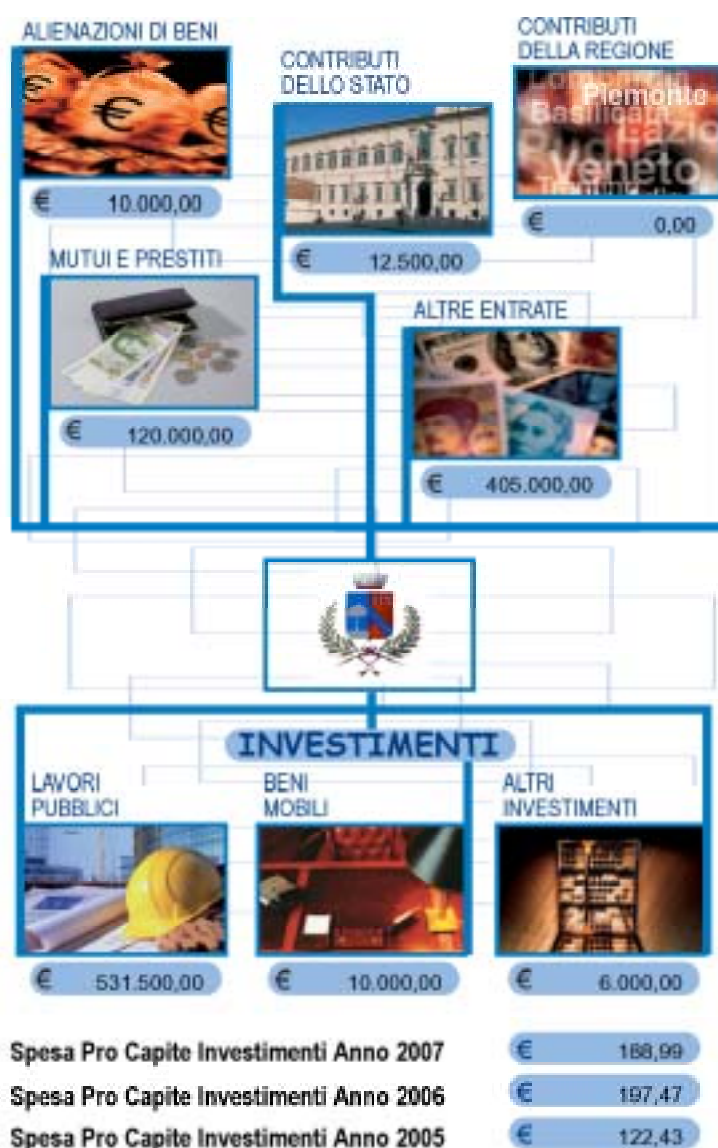 ALIENAZIONI DI BENI
€ 10.000,00
CONTRIBUTI
DELLO STATO
€ 12.500,00
CONTRIBUTI
DELLA REGIONE
Piemonte
Basilicata
Lazio
Veneto
€ 0,00
MUTUI E PRESTITI
€ 120.000,00
ALTRE ENTRATE
€ 405.000,00
INVESTIMENTI
LAVORI
PUBBLICI
€ 531.500,00
BENI
MOBILI
€ 10.000,00
ALTRI
INVESTIMENTI
€ 6.000,00
Spesa Pro Capite Investimenti Anno 2007 €
Spesa Pro Capite Investimenti Anno 2006 € 197,47
Spesa Pro Capite Investimenti Anno 2005 € 122,43